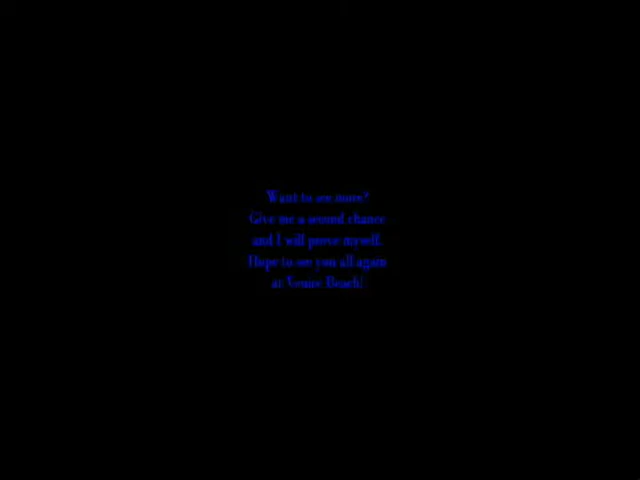 Want to see more?
Give me a second chance
and I will prove myself.
Hope to see you all again
at Venice Beach!